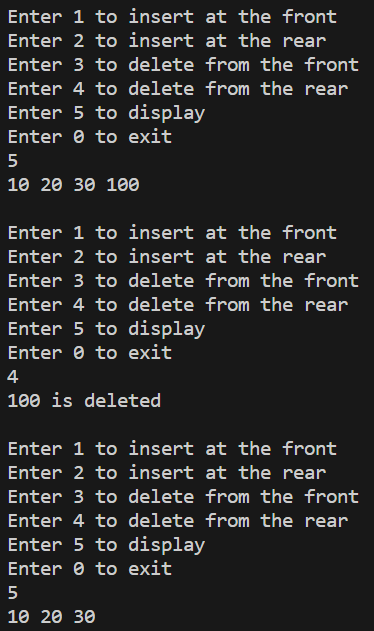 Enter 1 to insert at the front
Enter 2 to insert at the rear
Enter 3 to delete from the front
Enter 4 to delete from the rear
Enter 5 to display
Enter 0 to exit
5
10 20 30 100

Enter 1 to insert at the front
Enter 2 to insert at the rear
Enter 3 to delete from the front
Enter 4 to delete from the rear
Enter 5 to display
Enter 0 to exit
4
100 is deleted

Enter 1 to insert at the front
Enter 2 to insert at the rear
Enter 3 to delete from the front
Enter 4 to delete from the rear
Enter 5 to display
Enter 0 to exit
5
10 20 30